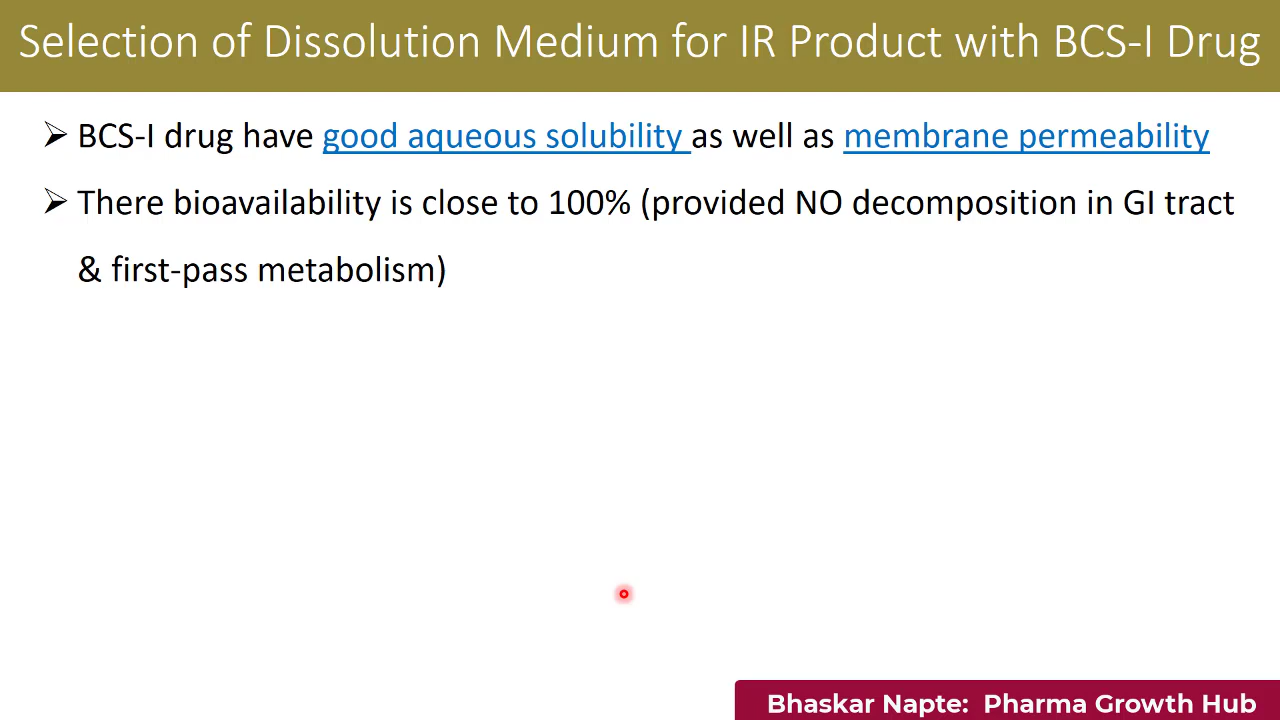 Selection of Dissolution Medium for IR Product with BCS-I Drug
➢ BCS-I drug have good aqueous solubility as well as membrane permeability
➢ There bioavailability is close to 100% (provided NO decomposition in GI tract
& first-pass metabolism)
Bhaskar Napte: Pharma Growth Hub